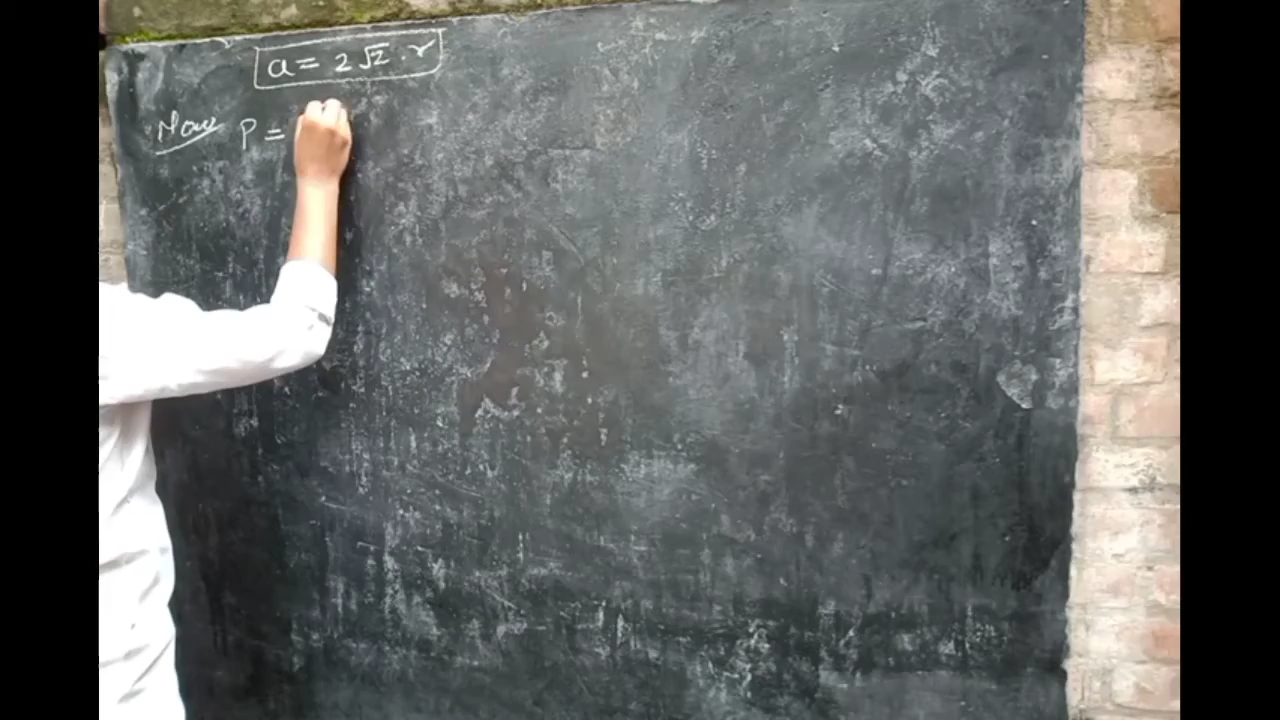 a = 2√2 . r
Now P =